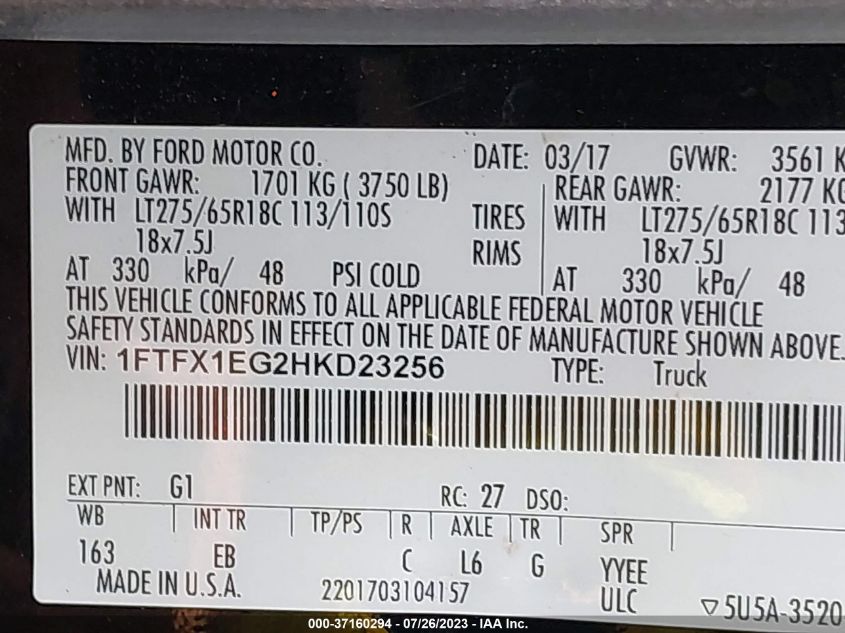 MFD. BY FORD MOTOR CO. DATE: 03/17 GVWR: 3561 K
FRONT GAWR: 1701 KG ( 3750 LB) REAR GAWR: 2177 KG
WITH LT275/65R18C 113/110S TIRES WITH LT275/65R18C 113
18x7.5J RIMS 18x7.5J
AT 330 kPa/ 48 PSI COLD AT 330 kPa/ 48
THIS VEHICLE CONFORMS TO ALL APPLICABLE FEDERAL MOTOR VEHICLE
SAFETY STANDARDS IN EFFECT ON THE DATE OF MANUFACTURE SHOWN ABOVE.
VIN: 1FTFX1EG2HKD23256 TYPE: Truck
EXT PNT: G1 RC: 27 DSO:
WB INT TR TP/PS R AXLE TR SPR
163 EB C L6 G YYEE
MADE IN U.S.A. 2201703104157 ULC ▽5U5A-3520
000-37160294 - 07/26/2023 - IAA Inc.